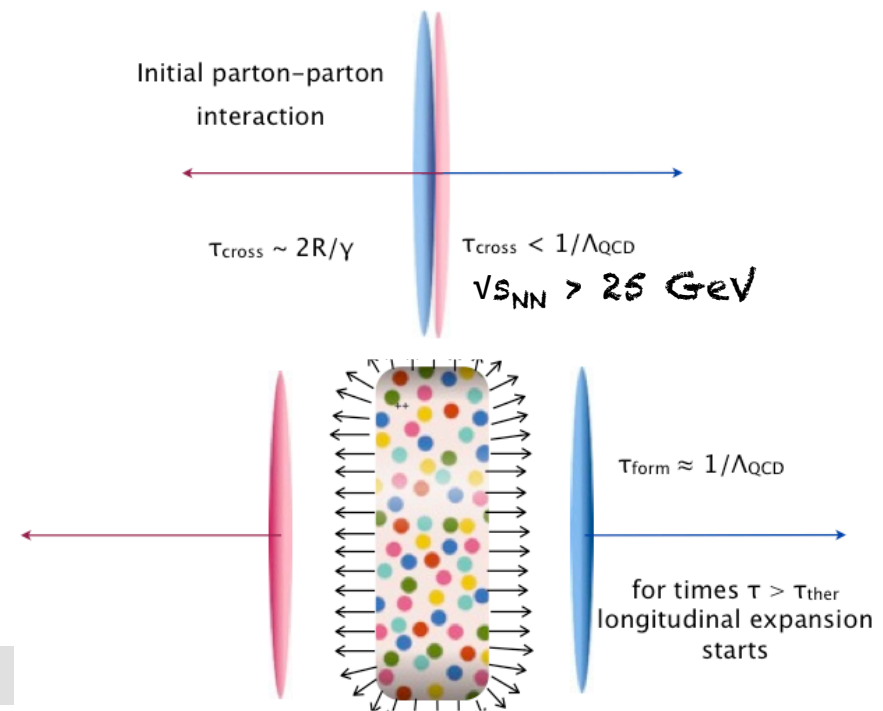 Initial parton-parton
interaction
τcross ~ 2R/γ
τcross < 1/ΛQCD
√sNN > 25 GeV
++
τform ≈ 1/ΛQCD
for times τ > τther
longitudinal expansion
starts